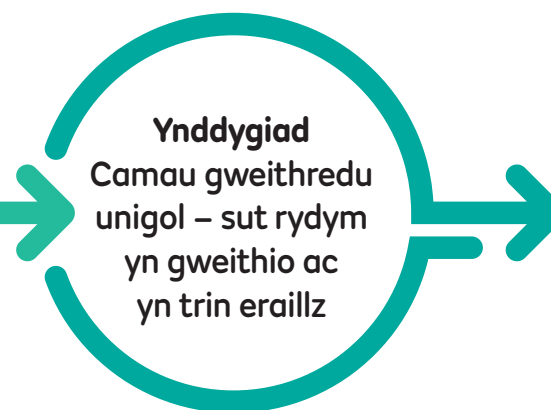 Ynddygiad
Camau gweithredu
unigol – sut rydym
yn gweithio ac
yn trin eraillz